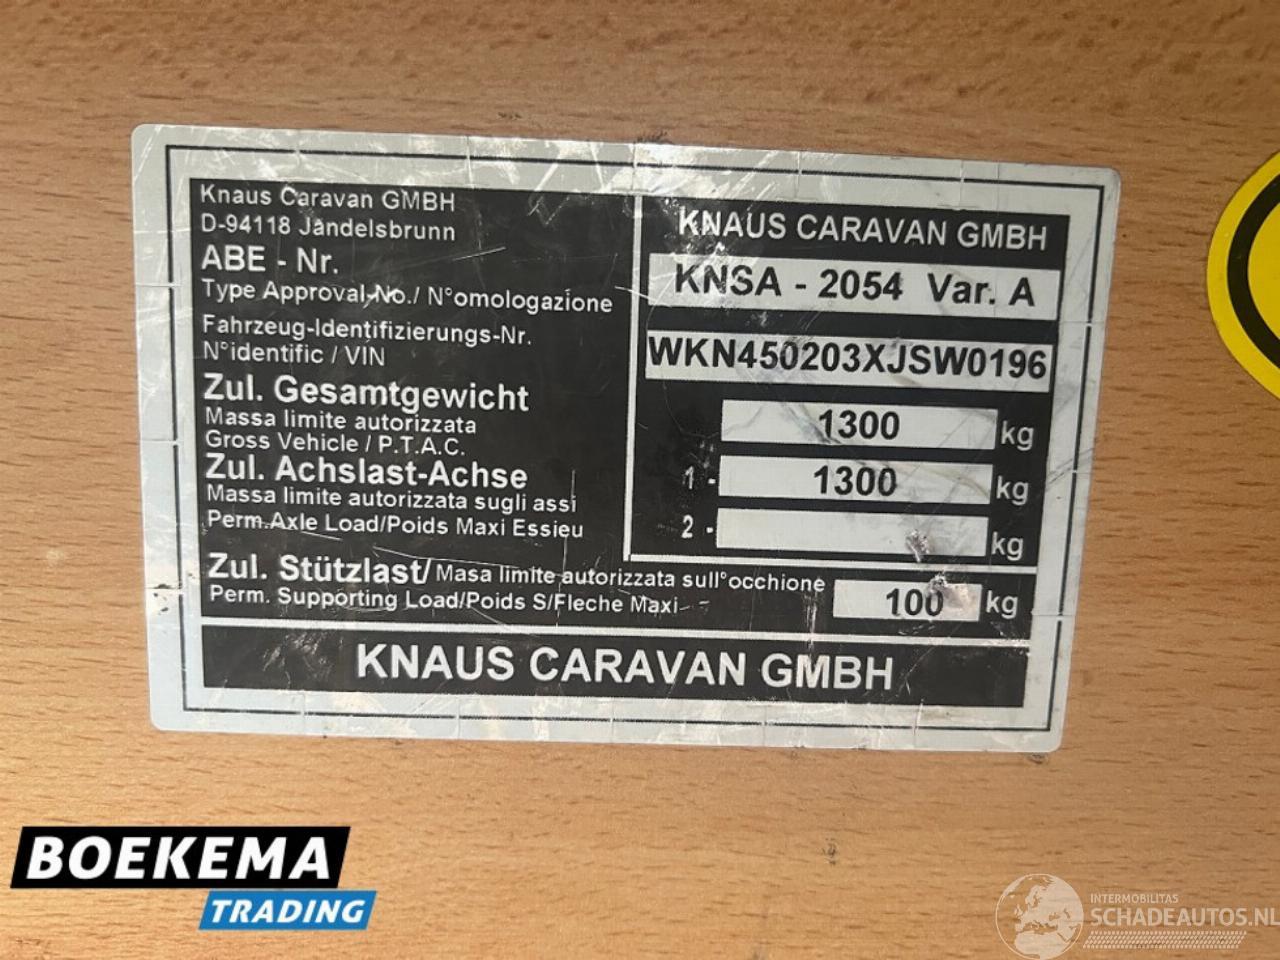 Knaus Caravan GMBH
D-94118 Jandelsbrunn
ABE - Nr.
Type Approval-No./ N°omologazione
Fahrzeug-Identifizierungs-Nr.
N°identific / VIN
Zul. Gesamtgewicht
Massa limite autorizzata
Gross Vehicle / P.T.A.C.
Zul. Achslast-Achse
Massa limite autorizzata sugli assi
Perm.Axle Load/Poids Maxi Essieu
KNAUS CARAVAN GMBH
KNSA - 2054 Var. A
WKN450203XJSW0196
1300 kg
1- 1300 kg
2- kg
Zul. Stützlast/ Masa limite autorizzata sull°occhione
Perm. Supporting Load/Poids S/Fleche Maxi
100 kg
KNAUS CARAVAN GMBH
BOEKEMA
TRADING
INTERMOBILITAS
SCHADEAUTOS.NL